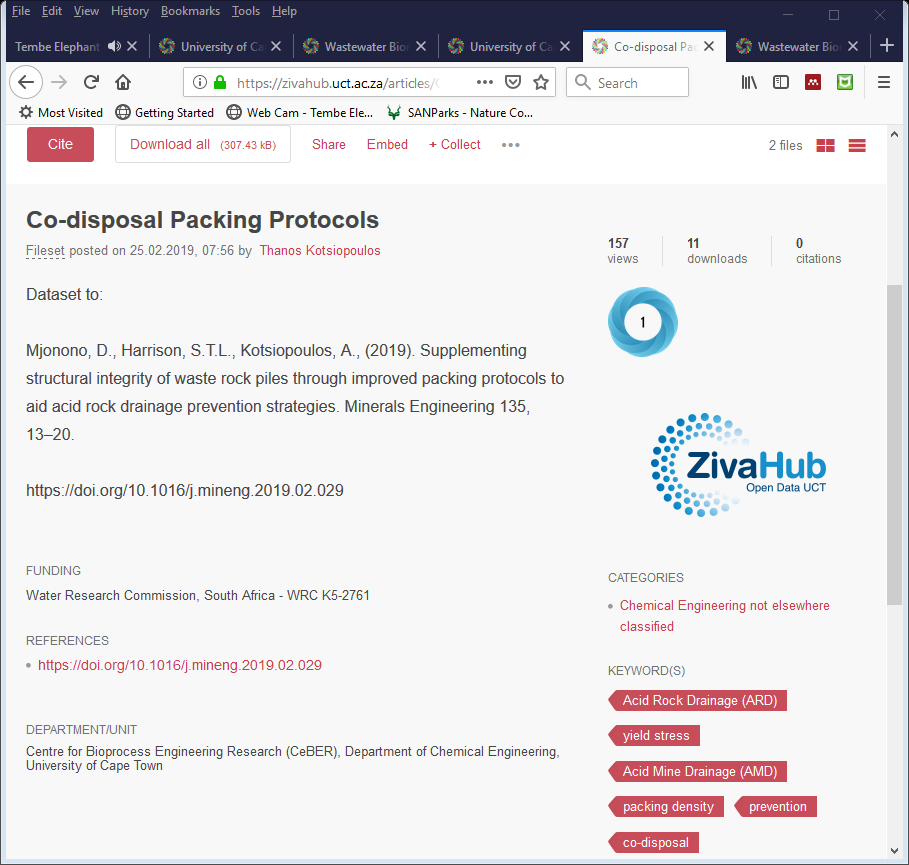 File Edit View History Bookmarks Tools Help
Tembe Elephant University of Ca Wastewater Bio University of Ca Co-disposal Pac Wastewater Bio
https://zivahub.uct.ac.za/articles/ Search
Most Visited Getting Started Web Cam - Tembe Ele... SANParks - Nature Co...
Cite Download all (307.43 kB) Share Embed + Collect 2 files
Co-disposal Packing Protocols
Fileset posted on 25.02.2019, 07:56 by Thanos Kotsiopoulos
157 11 0
views downloads citations
Dataset to:
1
Mjonono, D., Harrison, S.T.L., Kotsiopoulos, A., (2019). Supplementing
structural integrity of waste rock piles through improved packing protocols to
aid acid rock drainage prevention strategies. Minerals Engineering 135,
13–20.
https://doi.org/10.1016/j.mineng.2019.02.029
ZivaHub
Open Data UCT
FUNDING
Water Research Commission, South Africa - WRC K5-2761
REFERENCES
• https://doi.org/10.1016/j.mineng.2019.02.029
DEPARTMENT/UNIT
Centre for Bioprocess Engineering Research (CeBER), Department of Chemical Engineering,
University of Cape Town
CATEGORIES
• Chemical Engineering not elsewhere
classified
KEYWORD(S)
Acid Rock Drainage (ARD)
yield stress
Acid Mine Drainage (AMD)
packing density prevention
co-disposal